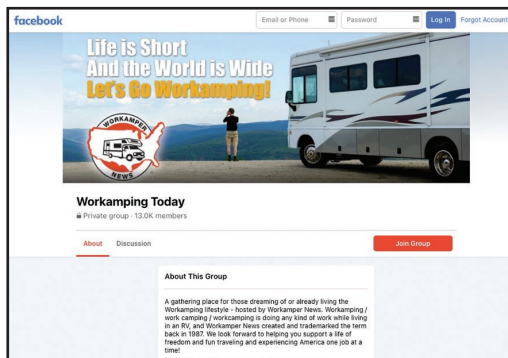 facebook
Email or Phone
Password
Log In
Forgot Account
Life is Short
And the World is Wide
Let's Go Workamping!
WORKAMPER
NEWS
Workamping Today
Private group · 13.0K members
About
Discussion
Join Group
About This Group
A gathering place for those dreaming of or already living the
Workamping lifestyle - hosted by Workamper News. Workamping /
work camping / workcamping is doing any kind of work while living
in an RV, and Workamper News created and trademarked the term
back in 1987. We look forward to helping you support a life of
freedom and fun traveling and experiencing America one job at a
time!